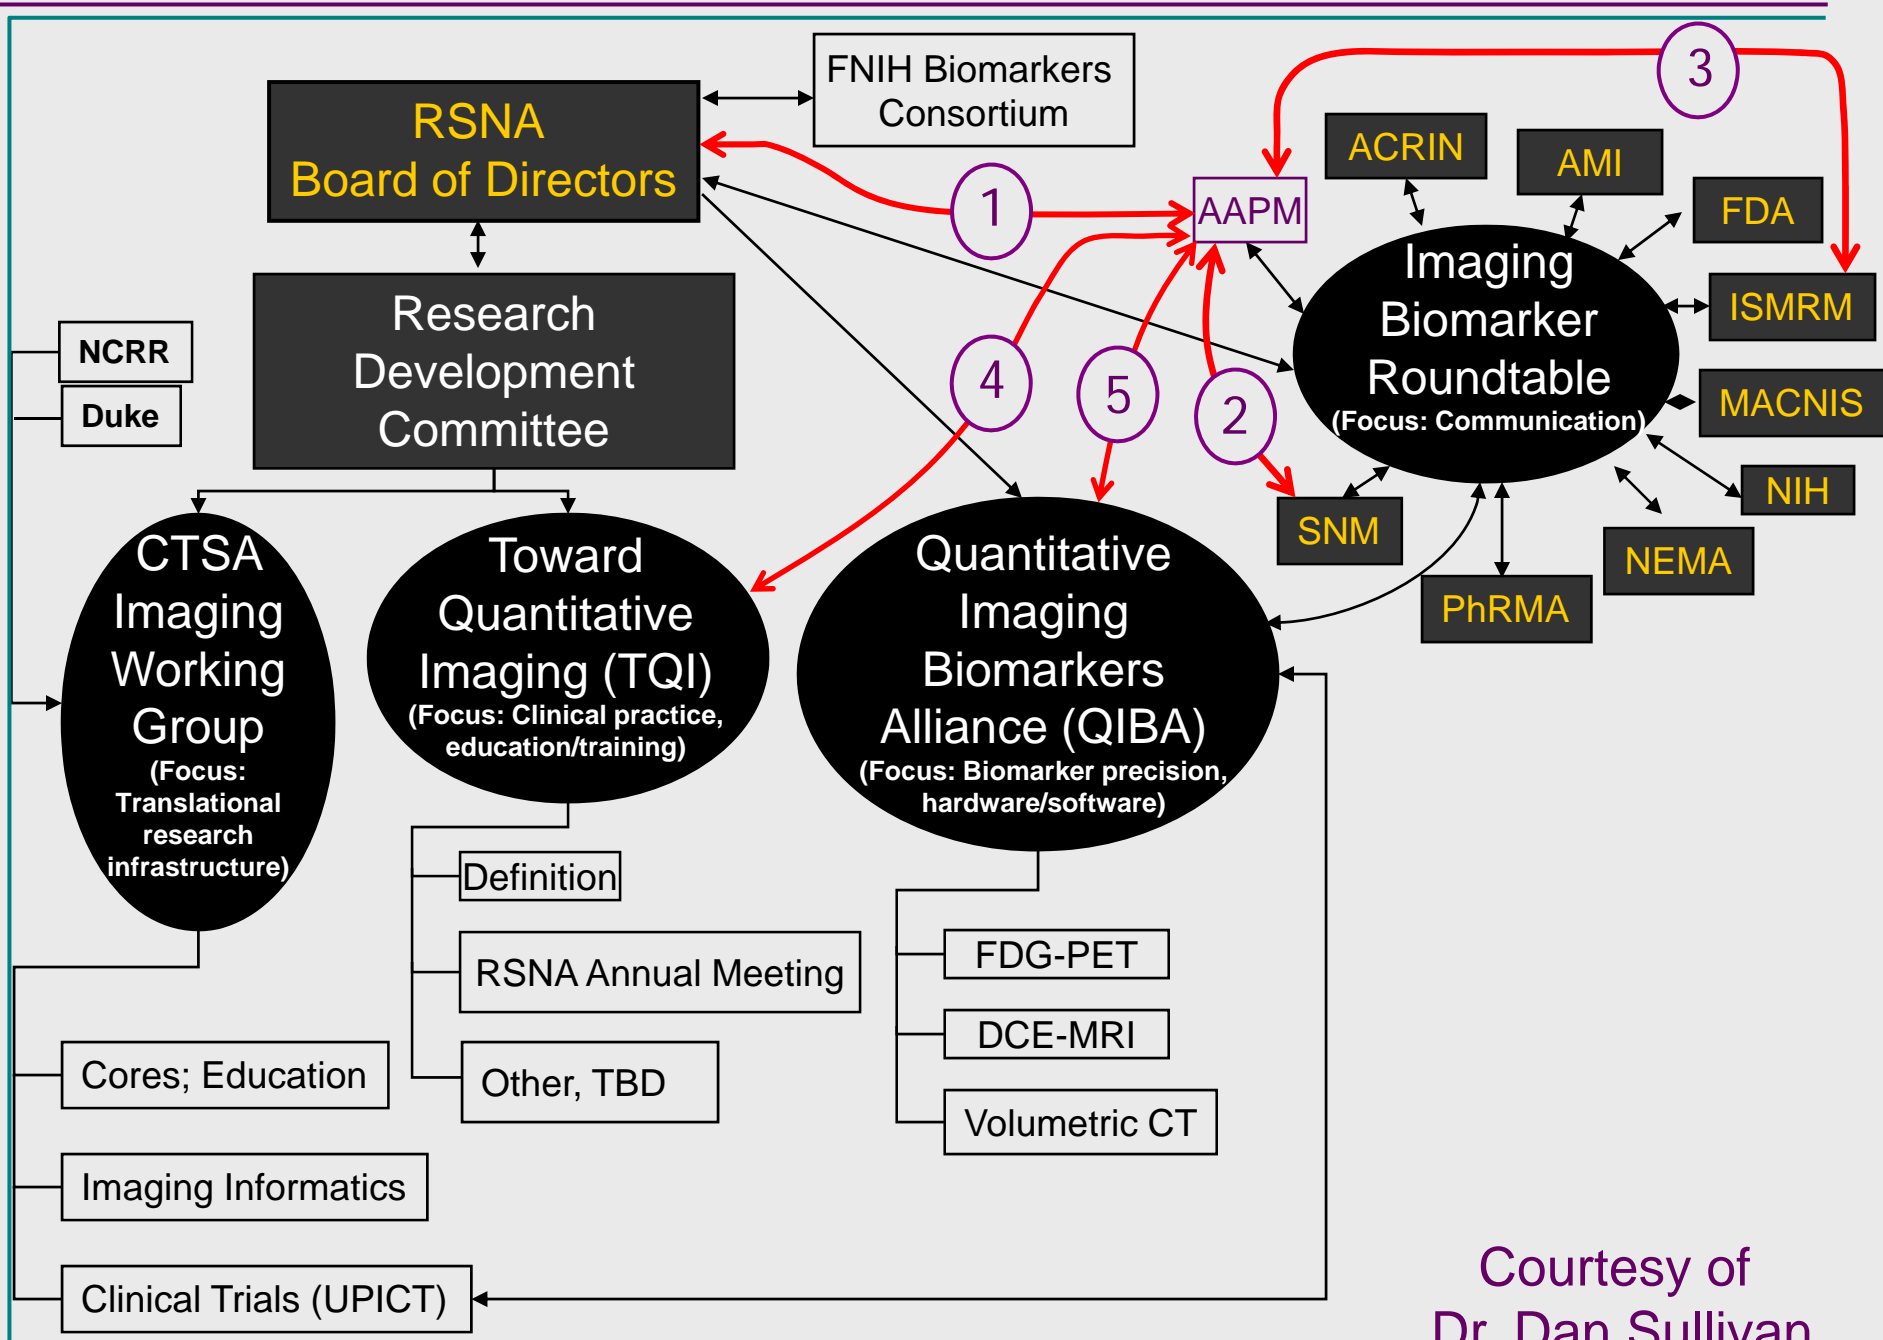 FNIH Biomarkers
Consortium
RSNA
Board of Directors
3
ACRIN
AMI
FDA
AAPM
1
Imaging
Biomarker
Roundtable
(Focus: Communication)
ISMRM
MACNIS
NIH
NEMA
PhRMA
SNM
Research
Development
Committee
NCRR
Duke
4
5
2
CTSA
Imaging
Working
Group
(Focus:
Translational
research
infrastructure)
Toward
Quantitative
Imaging (TQI)
(Focus: Clinical practice,
education/training)
Quantitative
Imaging
Biomarkers
Alliance (QIBA)
(Focus: Biomarker precision,
hardware/software)
Definition
RSNA Annual Meeting
Other, TBD
FDG-PET
DCE-MRI
Volumetric CT
Cores; Education
Imaging Informatics
Clinical Trials (UPICT)
Courtesy of
Dr. Dan Sullivan